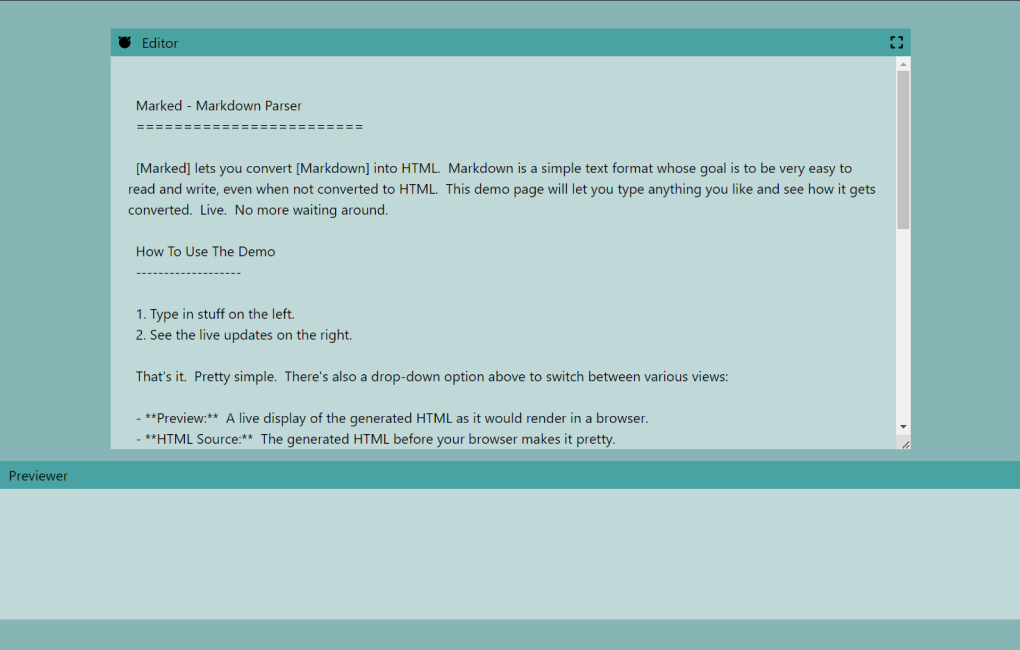 Editor
Marked - Markdown Parser
========================
[Marked] lets you convert [Markdown] into HTML.  Markdown is a simple text format whose goal is to be very easy to
read and write, even when not converted to HTML.  This demo page will let you type anything you like and see how it gets
converted.  Live.  No more waiting around.
How To Use The Demo
-------------------
1. Type in stuff on the left.
2. See the live updates on the right.
That's it.  Pretty simple.  There's also a drop-down option above to switch between various views:
- **Preview:**  A live display of the generated HTML as it would render in a browser.
- **HTML Source:**  The generated HTML before your browser makes it pretty.
Previewer